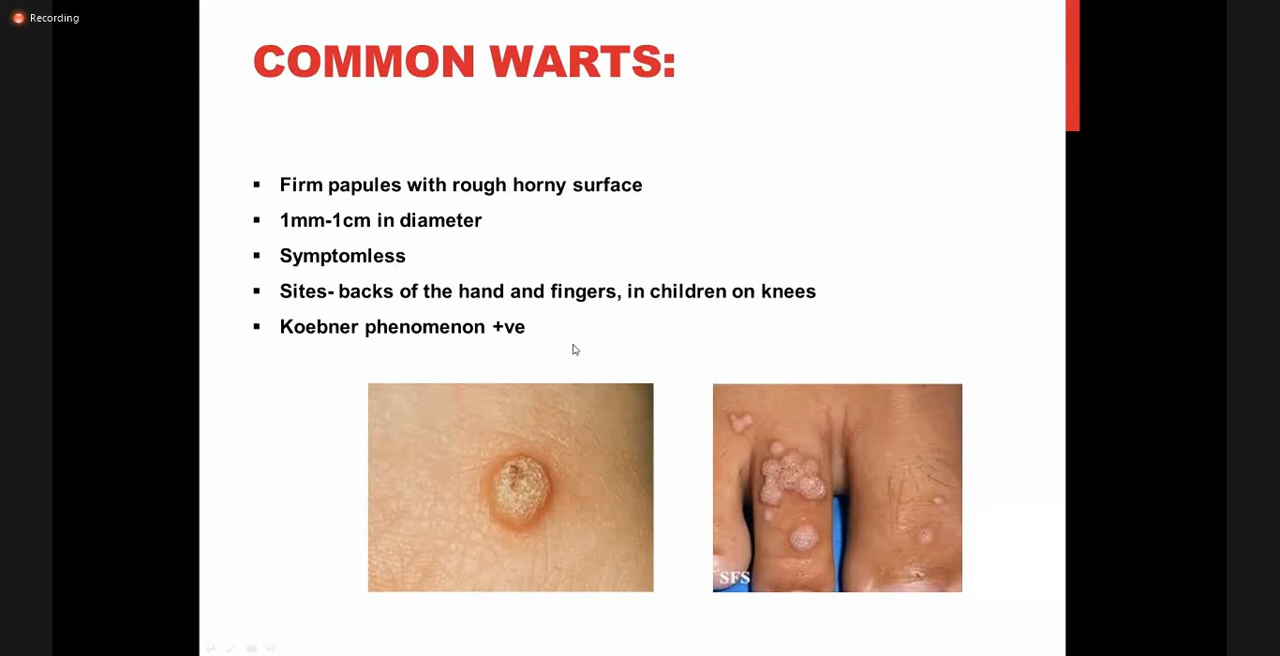 Recording
COMMON WARTS:
▪ Firm papules with rough horny surface
▪ 1mm-1cm in diameter
▪ Symptomless
▪ Sites- backs of the hand and fingers, in children on knees
▪ Koebner phenomenon +ve
SFS